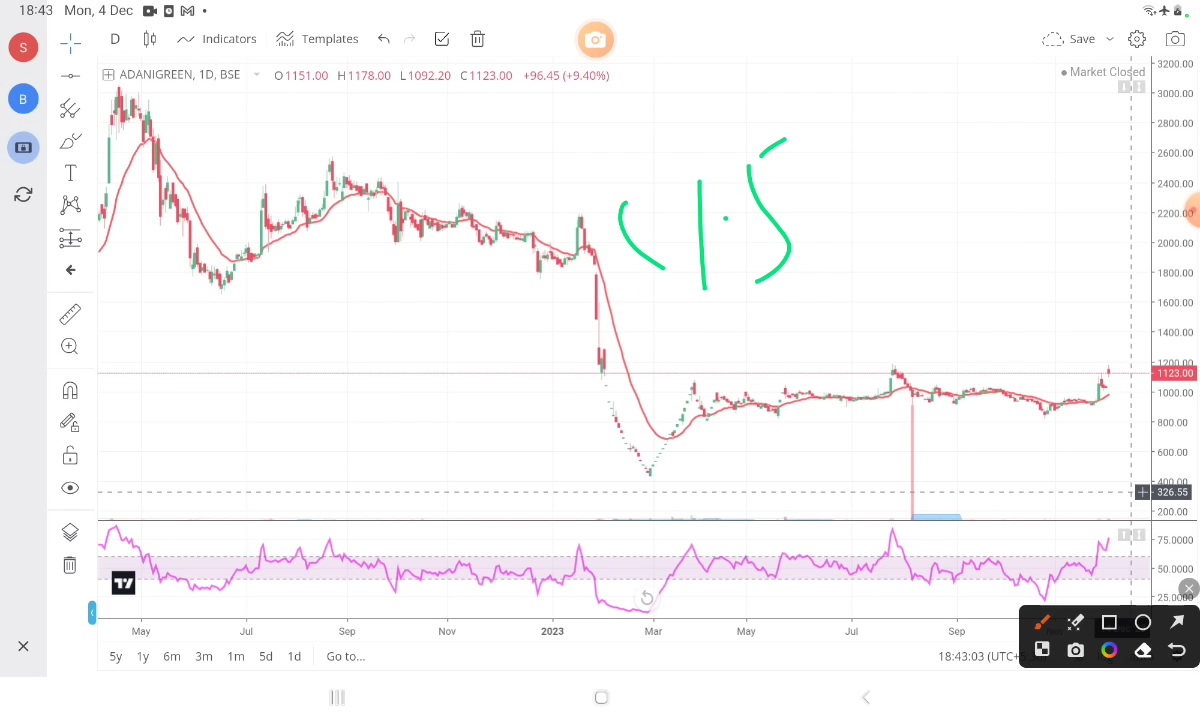 18:43 Mon, 4 Dec
D Indicators Templates Save
ADANIGREEN, 1D, BSE O1151.00 H1178.00 L1092.20 C1123.00 +96.45 (+9.40%)
Market Closed
S
B
T
3200.00
3000.00
2800.00
2600.00
2400.00
2200.00
2000.00
1800.00
1600.00
1400.00
1200.00
1123.00
1000.00
800.00
600.00
400.00
326.55
200.00
75.0000
50.0000
25.0000
May Jul Sep Nov 2023 Mar May Jul Sep
5y 1y 6m 3m 1m 5d 1d Go to...
18:43:03 (UTC+